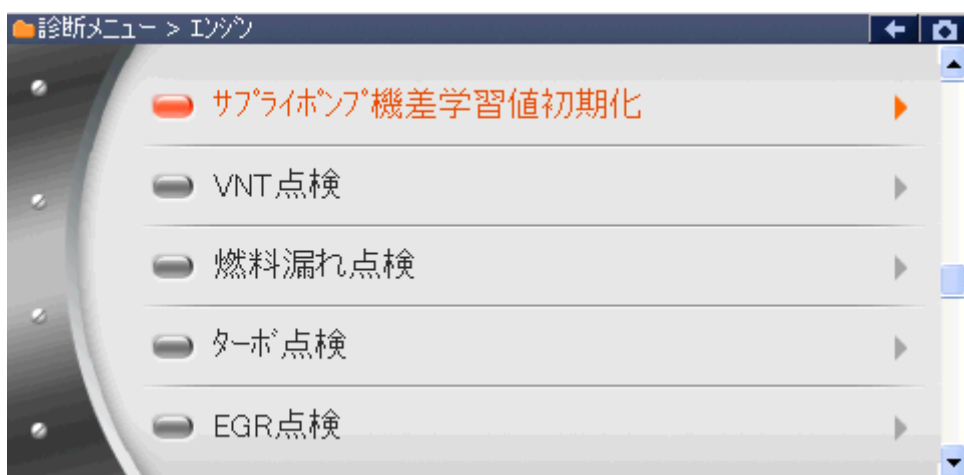 診断メニュー > エンジン
サプライポンプ機差学習値初期化
VNT点検
燃料漏れ点検
ターボ点検
EGR点検